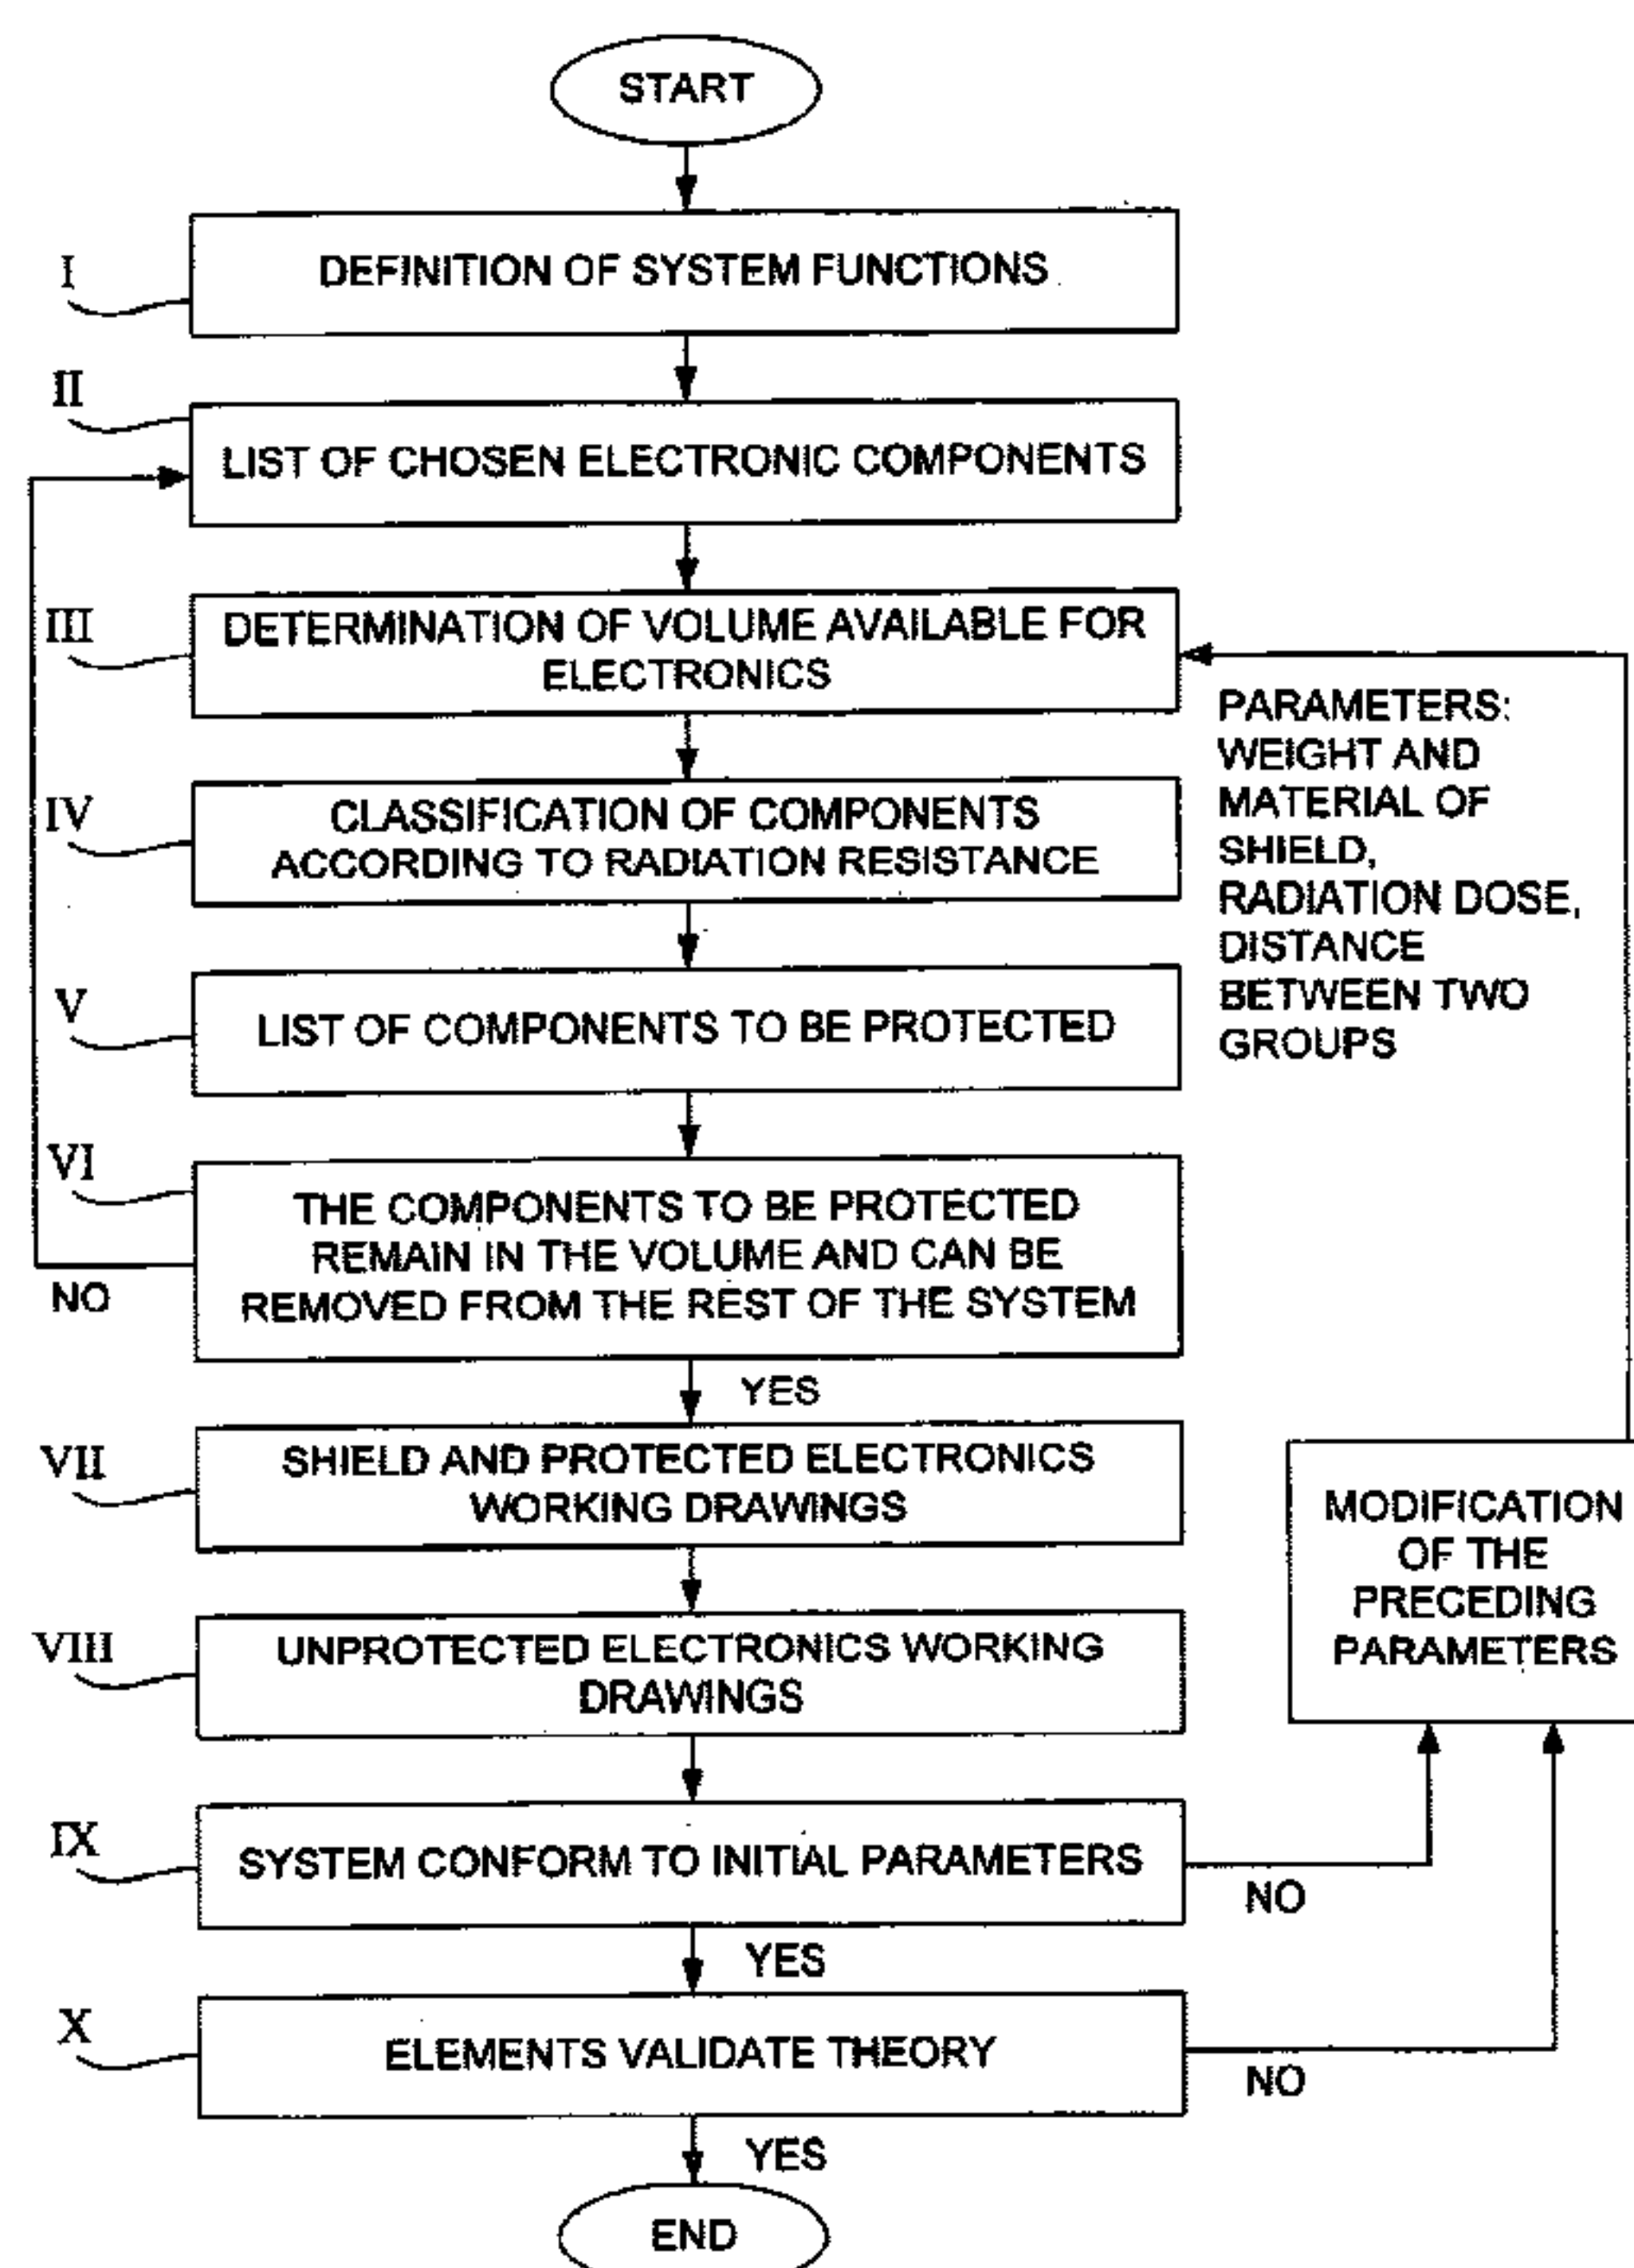 START
I
DEFINITION OF SYSTEM FUNCTIONS
II
LIST OF CHOSEN ELECTRONIC COMPONENTS
III
DETERMINATION OF VOLUME AVAILABLE FOR
ELECTRONICS
PARAMETERS:
WEIGHT AND
MATERIAL OF
SHIELD,
RADIATION DOSE,
DISTANCE
BETWEEN TWO
GROUPS
IV
CLASSIFICATION OF COMPONENTS
ACCORDING TO RADIATION RESISTANCE
V
LIST OF COMPONENTS TO BE PROTECTED
VI
THE COMPONENTS TO BE PROTECTED
REMAIN IN THE VOLUME AND CAN BE
REMOVED FROM THE REST OF THE SYSTEM
NO
YES
VII
SHIELD AND PROTECTED ELECTRONICS
WORKING DRAWINGS
MODIFICATION
OF THE
PRECEDING
PARAMETERS
VIII
UNPROTECTED ELECTRONICS WORKING
DRAWINGS
IX
SYSTEM CONFORM TO INITIAL PARAMETERS
NO
YES
X
ELEMENTS VALIDATE THEORY
NO
YES
END